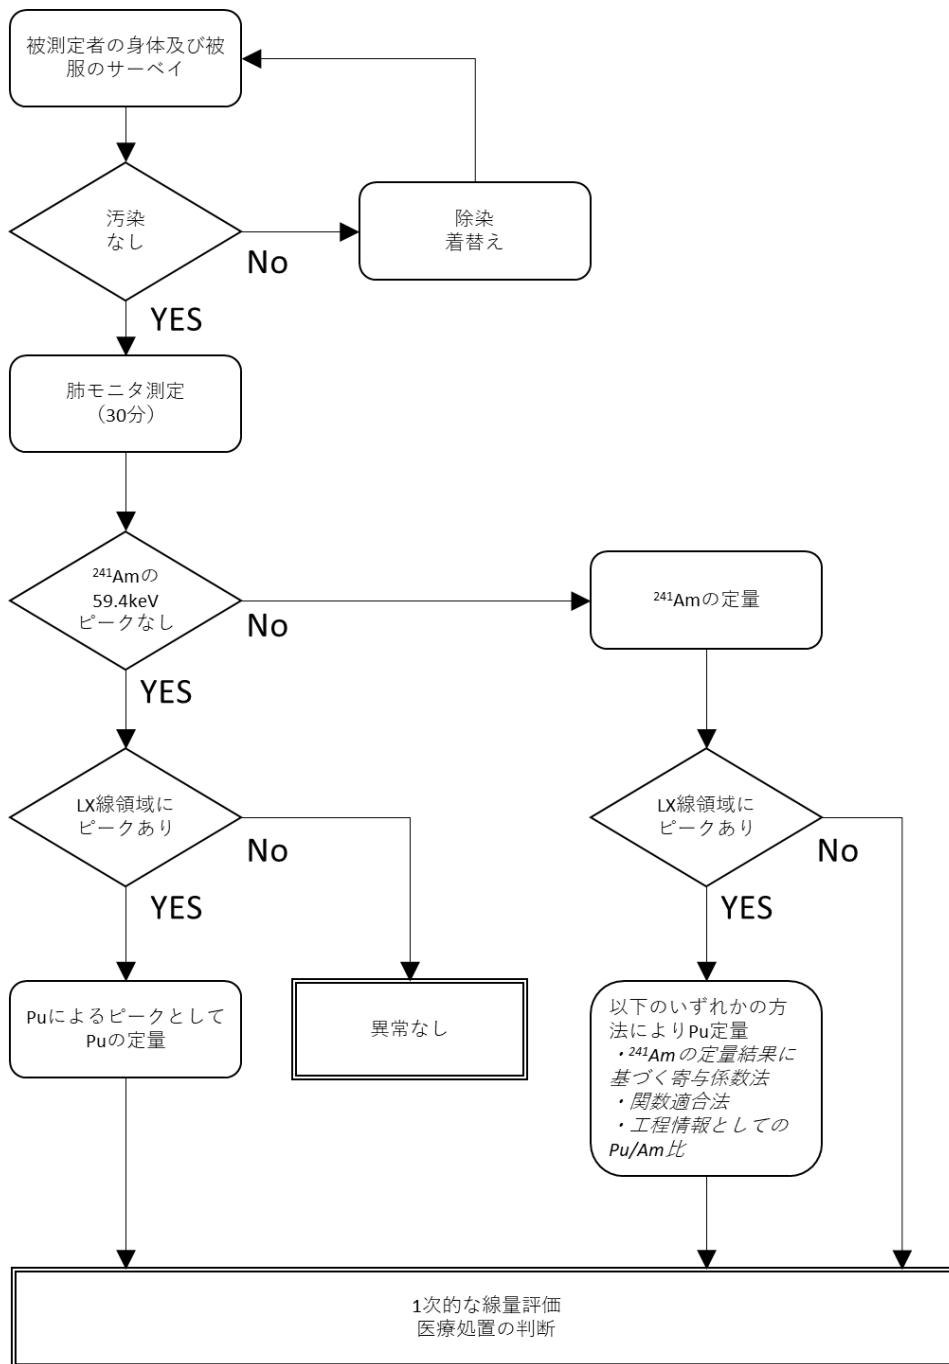 被測定者の身体及び被
服のサーベイ
汚染
なし
No
除染
着替え
YES
肺モニタ測定
（30分）
²⁴¹Amの
59.4keV
ピークなし
No
²⁴¹Amの定量
YES
LX線領域に
ピークあり
No
LX線領域に
ピークあり
No
YES
YES
PuによるピークとしてPuの定量
異常なし
以下のいずれかの方
法によりPu定量
・²⁴¹Amの定量結果に
基づく寄与係数法
・関数適合法
・工程情報としての
Pu/Am比
1次的な線量評価
医療処置の判断